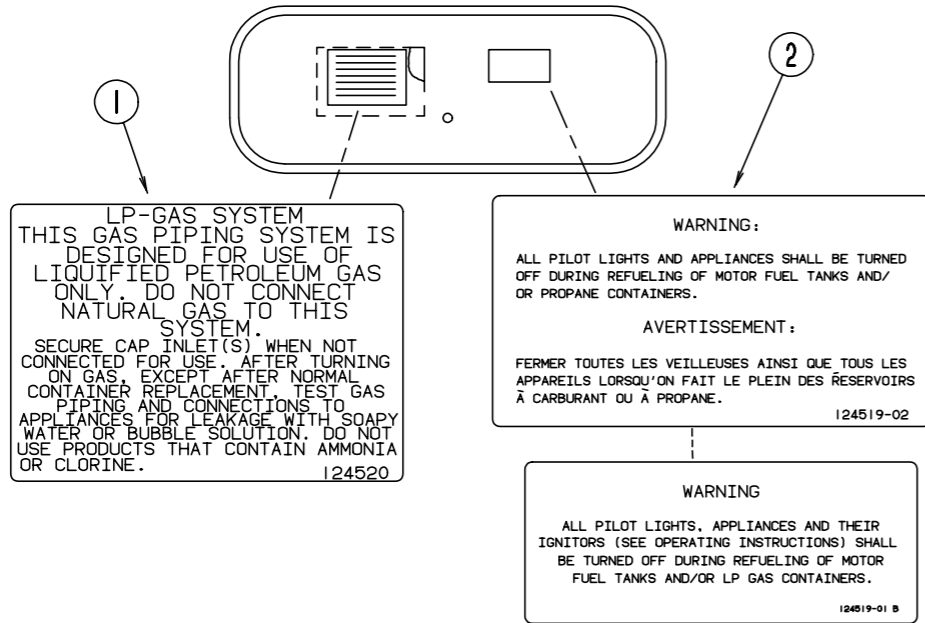 1
2
LP-GAS SYSTEM
THIS GAS PIPING SYSTEM IS
DESIGNED FOR USE OF
LIQUIFIED PETROLEUM GAS
ONLY. DO NOT CONNECT
NATURAL GAS TO THIS
SYSTEM.
SECURE CAP INLET(S) WHEN NOT
CONNECTED FOR USE. AFTER TURNING
ON GAS, EXCEPT AFTER NORMAL
CONTAINER REPLACEMENT, TEST GAS
PIPING AND CONNECTIONS TO
APPLIANCES FOR LEAKAGE WITH SOAPY
WATER OR BUBBLE SOLUTION. DO NOT
USE PRODUCTS THAT CONTAIN AMMONIA
OR CLORINE.
124520
WARNING:
ALL PILOT LIGHTS AND APPLIANCES SHALL BE TURNED
OFF DURING REFUELING OF MOTOR FUEL TANKS AND/
OR PROPANE CONTAINERS.
AVERTISSEMENT:
FERMER TOUTES LES VEILLEUSES AINSI QUE TOUS LES
APPAREILS LORSQU'ON FAIT LE PLEIN DES RESERVOIRS
À CARBURANT OU À PROPANE.
124519-02
WARNING
ALL PILOT LIGHTS, APPLIANCES AND THEIR
IGNITORS (SEE OPERATING INSTRUCTIONS) SHALL
BE TURNED OFF DURING REFUELING OF MOTOR
FUEL TANKS AND/OR LP GAS CONTAINERS.
124519-01 B